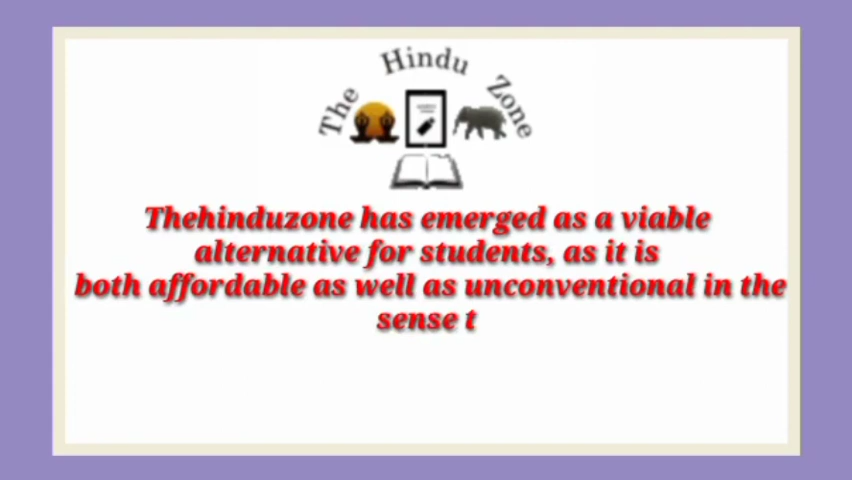 The Hindu Zone
Thehinduzone has emerged as a viable
alternative for students, as it is
both affordable as well as unconventional in the
sense t